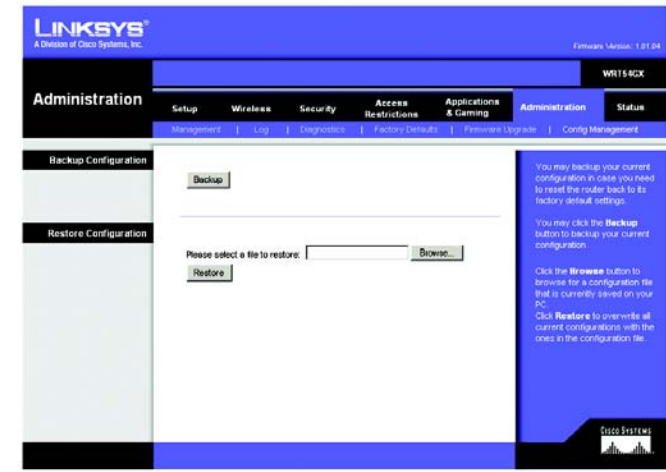 LINKSYS®
A Division of Cisco Systems, Inc.
Firmware Version: 1.01.04
WRT54GX
Administration
Setup Wireless Security Access Restrictions Applications & Gaming Administration Status
Management | Log | Diagnostics | Factory Defaults | Firmware Upgrade | Config Management
Backup Configuration
Backup
Restore Configuration
Please select a file to restore: Browse...
Restore
You may backup your current
configuration in case you need
to reset the router back to its
factory default settings.
You may click the Backup
button to backup your current
configuration.
Click the Browse button to
browse for a configuration file
that is currently saved on your
PC.
Click Restore to overwrite all
current configurations with the
ones in the configuration file.
CISCO SYSTEMS